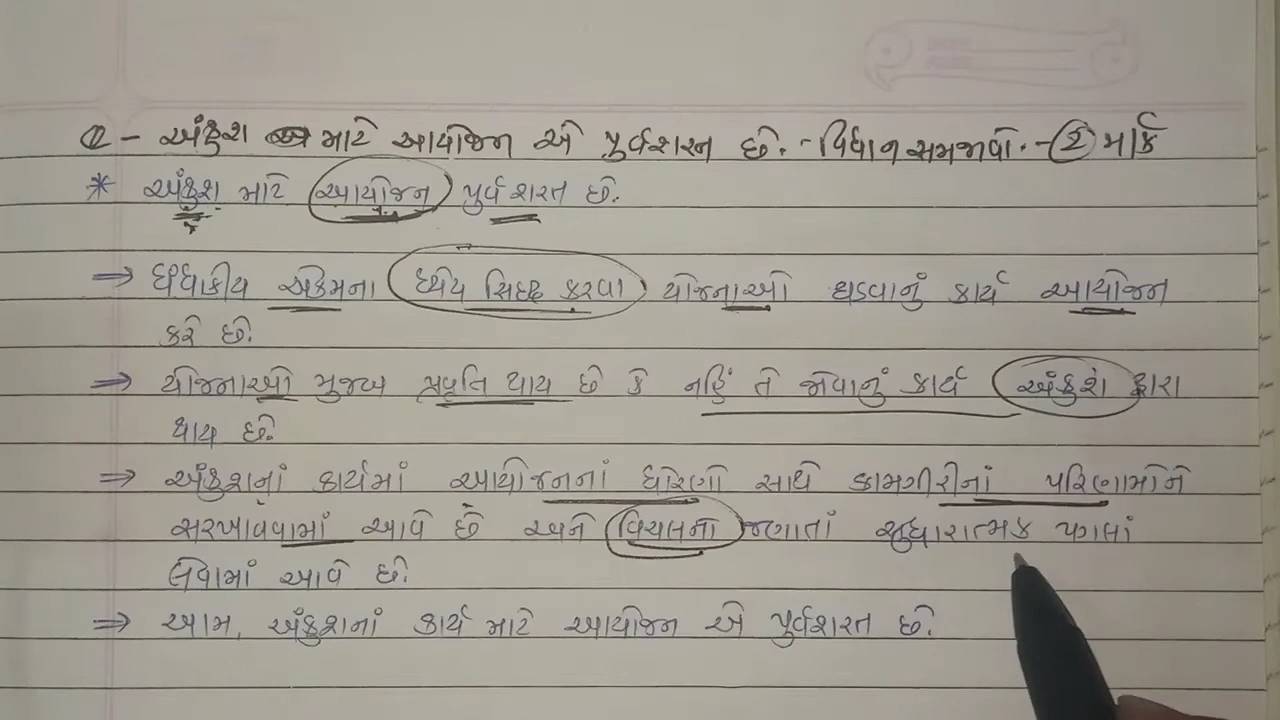 Q - અંકુશ માટે આયોજન એ પુર્વશરત છે. - વિધાન સમજાવો. - ② માર્ક
* અંકુશ માટે આયોજન પુર્વ શરત છે.
⇒ ધંધાકીય એકમના ધ્યેય સિધ્ધ કરવા યોજનાઓ ઘડવાનું કાર્ય આયોજન
કરે છે.
⇒ યોજનાઓ મુજબ પ્રવૃતિ થાય છે કે નહિં તે જોવાનું કાર્ય અંકુશ દ્વારા
થાય છે.
⇒ અંકુશનાં કાર્યમાં આયોજનનાં ધોરણો સાથે કામગીરીનાં પરિણામોને
સરખાવવામાં આવે છે અને વિચલનો જણાતાં સુધારાત્મક પગલાં
લેવામાં આવે છે.
⇒ આમ, અંકુશનાં કાર્ય માટે આયોજન એ પુર્વશરત છે.